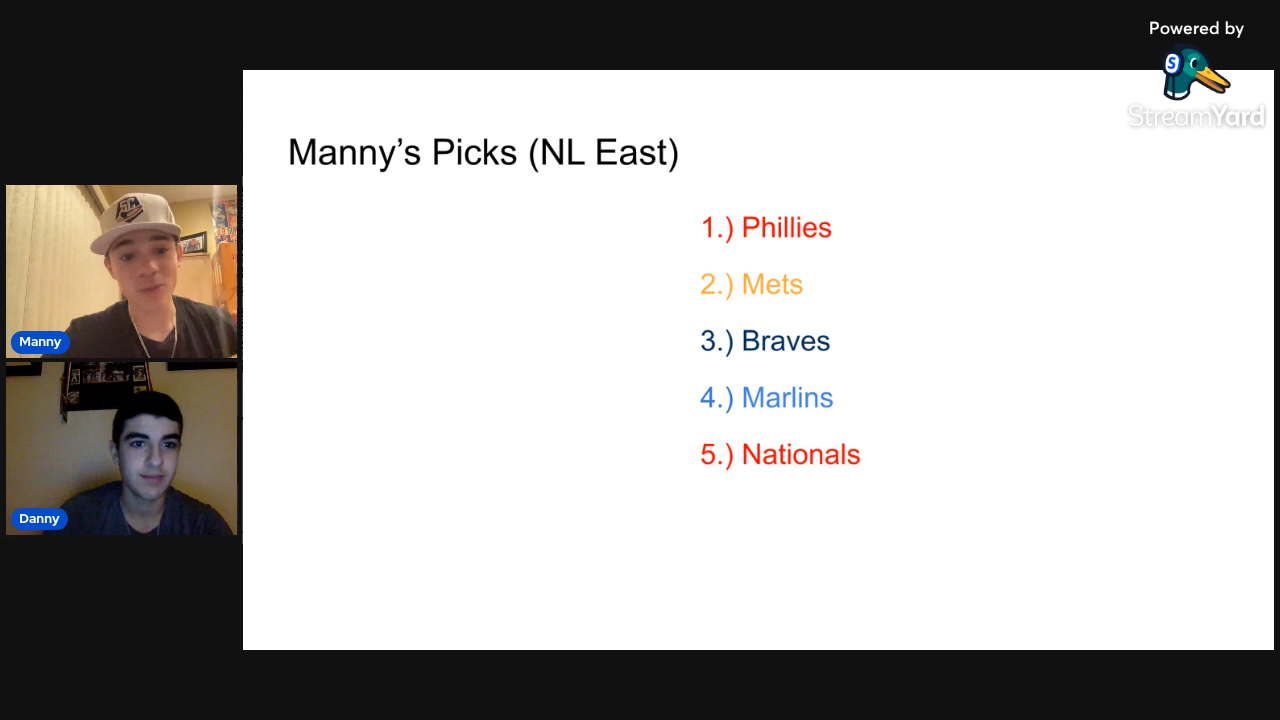 Powered by
StreamYard
Manny’s Picks (NL East)
1.) Phillies
2.) Mets
3.) Braves
4.) Marlins
5.) Nationals
Manny
Danny